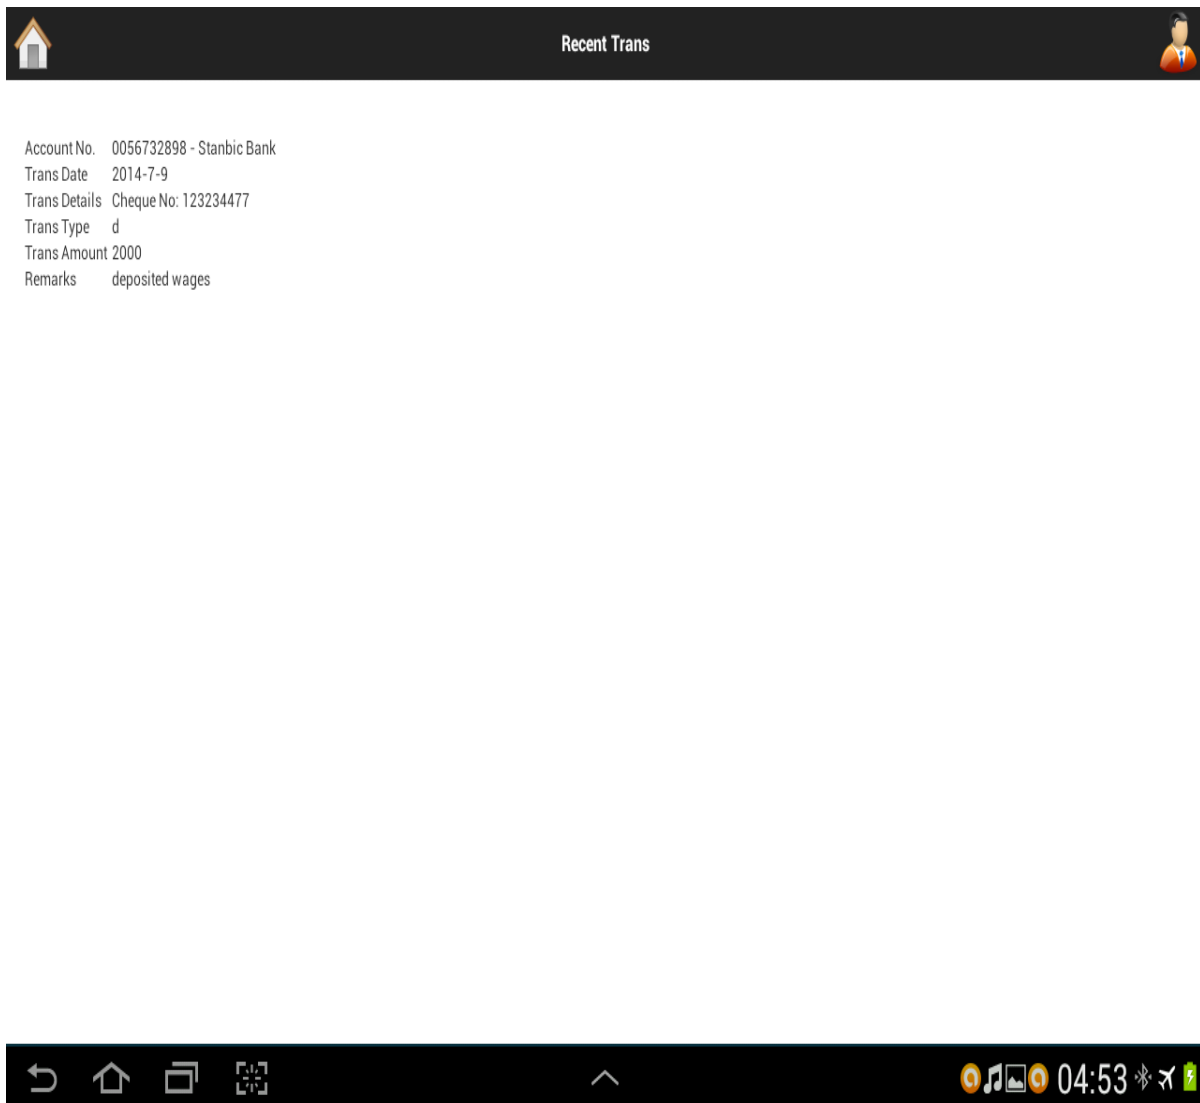 Recent Trans
Account No. 0056732898 - Stanbic Bank
Trans Date 2014-7-9
Trans Details Cheque No: 123234477
Trans Type d
Trans Amount 2000
Remarks deposited wages
04:53